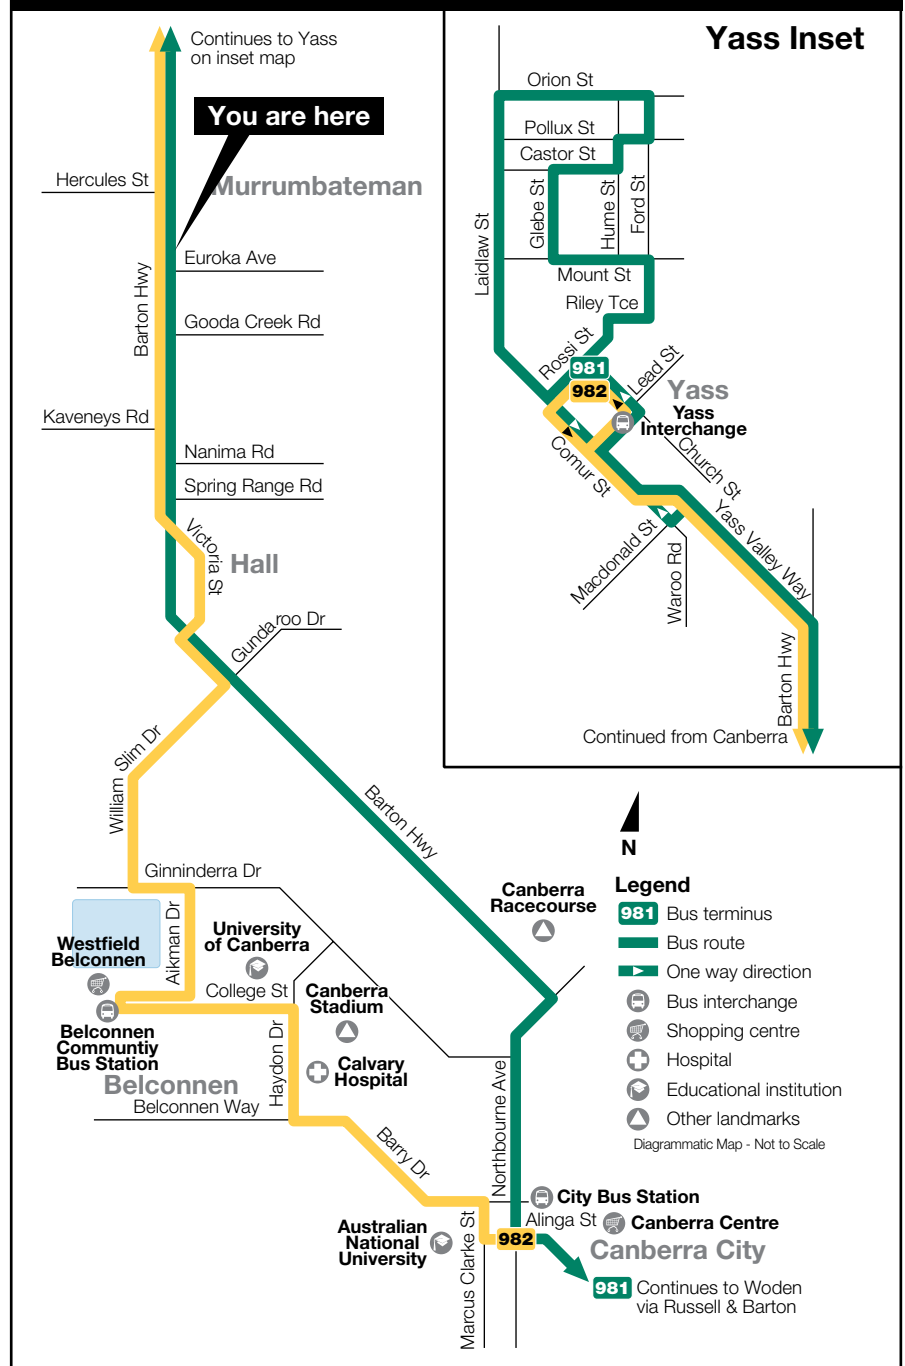 Continues to Yass
on inset map
You are here
Hercules St
Murrumbateman
Euroka Ave
Barton Hwy
Gooda Creek Rd
Kaveneys Rd
Nanima Rd
Spring Range Rd
Victoria St
Hall
Gundaroo Dr
William Slim Dr
Barton Hwy
Ginninderra Dr
Canberra
Racecourse
Aikman Dr
University
of Canberra
Westfield
Belconnen
College St
Canberra
Stadium
Belconnen
Communtiy
Bus Station
Haydon Dr
Calvary
Hospital
Belconnen
Belconnen Way
Northbourne Ave
Barry Dr
City Bus Station
Alinga St
Canberra Centre
Australian
National
University
Marcus Clarke St
982
Canberra City
981
Continues to Woden
via Russell & Barton
Yass Inset
Orion St
Pollux St
Castor St
Glebe St
Hume St
Ford St
Laidlaw St
Mount St
Riley Tce
Rossi St
981
982
Lead St
Yass
Yass
Interchange
Church St
Comur St
Macdonald St
Waroo Rd
Yass Valley Way
Barton Hwy
Continued from Canberra
N
Legend
981 Bus terminus
Bus route
One way direction
Bus interchange
Shopping centre
Hospital
Educational institution
Other landmarks
Diagrammatic Map - Not to Scale